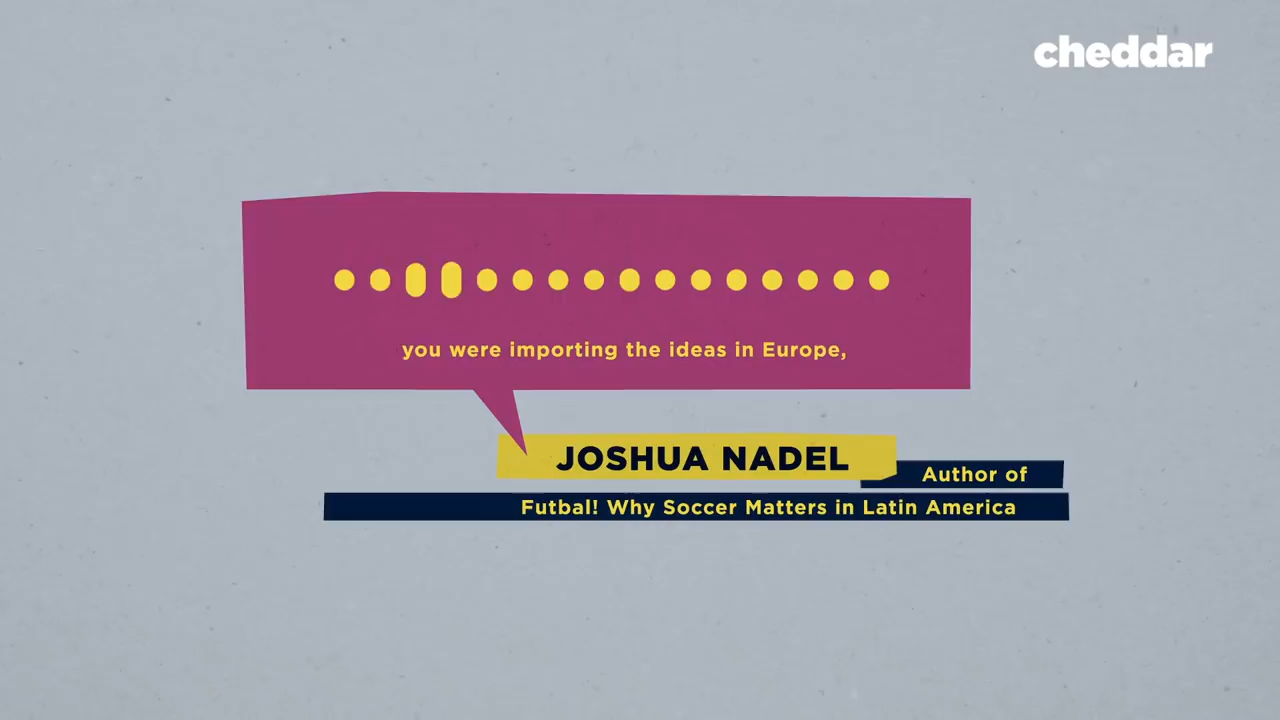 cheddar
you were importing the ideas in Europe,
JOSHUA NADEL
Author of
Futbal! Why Soccer Matters in Latin America